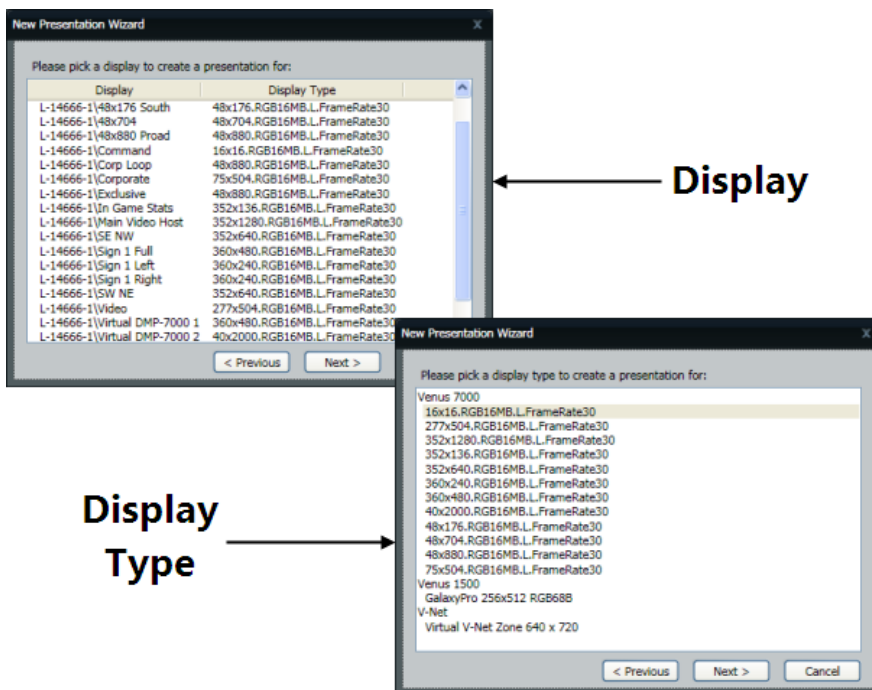 New Presentation Wizard x
Please pick a display to create a presentation for:
Display Display Type
L-14666-1\48x176 South 48x176.RGB16MB.L.FrameRate30
L-14666-1\48x704 48x704.RGB16MB.L.FrameRate30
L-14666-1\48x880 Proad 48x880.RGB16MB.L.FrameRate30
L-14666-1\Command 16x16.RGB16MB.L.FrameRate30
L-14666-1\Corp Loop 48x880.RGB16MB.L.FrameRate30
L-14666-1\Corporate 75x504.RGB16MB.L.FrameRate30
L-14666-1\Exclusive 48x880.RGB16MB.L.FrameRate30
L-14666-1\In Game Stats 352x136.RGB16MB.L.FrameRate30
L-14666-1\Main Video Host 352x1280.RGB16MB.L.FrameRate30
L-14666-1\SE NW 352x640.RGB16MB.L.FrameRate30
L-14666-1\Sign 1 Full 360x480.RGB16MB.L.FrameRate30
L-14666-1\Sign 1 Left 360x240.RGB16MB.L.FrameRate30
L-14666-1\Sign 1 Right 360x240.RGB16MB.L.FrameRate30
L-14666-1\SW NE 352x640.RGB16MB.L.FrameRate30
L-14666-1\Video 277x504.RGB16MB.L.FrameRate30
L-14666-1\Virtual DMP-7000 1 360x480.RGB16MB.L.FrameRate30
L-14666-1\Virtual DMP-7000 2 40x2000.RGB16MB.L.FrameRate30
< Previous Next >
Display
New Presentation Wizard x
Please pick a display type to create a presentation for:
Venus 7000
16x16.RGB16MB.L.FrameRate30
277x504.RGB16MB.L.FrameRate30
352x1280.RGB16MB.L.FrameRate30
352x136.RGB16MB.L.FrameRate30
352x640.RGB16MB.L.FrameRate30
360x240.RGB16MB.L.FrameRate30
360x480.RGB16MB.L.FrameRate30
40x2000.RGB16MB.L.FrameRate30
48x176.RGB16MB.L.FrameRate30
48x704.RGB16MB.L.FrameRate30
48x880.RGB16MB.L.FrameRate30
75x504.RGB16MB.L.FrameRate30
Venus 1500
GalaxyPro 256x512 RGB68B
V-Net
Virtual V-Net Zone 640 x 720
< Previous Next > Cancel
Display
Type